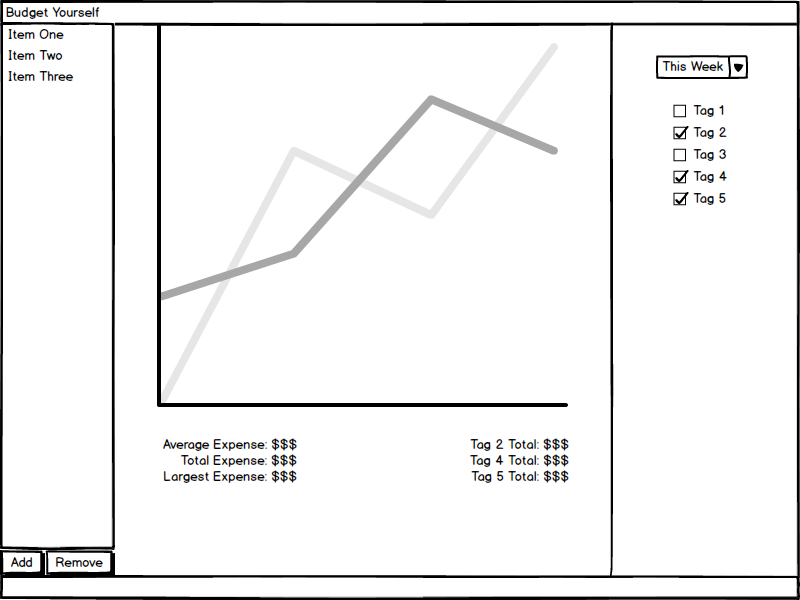 Budget Yourself
Item One
Item Two
Item Three
This Week
Tag 1
Tag 2
Tag 3
Tag 4
Tag 5
Average Expense: $$$
Total Expense: $$$
Largest Expense: $$$
Tag 2 Total: $$$
Tag 4 Total: $$$
Tag 5 Total: $$$
Add
Remove